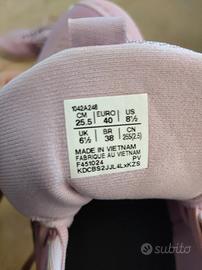 1042A248
CM EURO US
25.5 40 8½
UK BR CN
6½ 38 255(2.5)
MADE IN VIETNAM
FABRIQUE AU VIETNAM
F451024 PV
KDCBS2JJL4LxKZS
subito